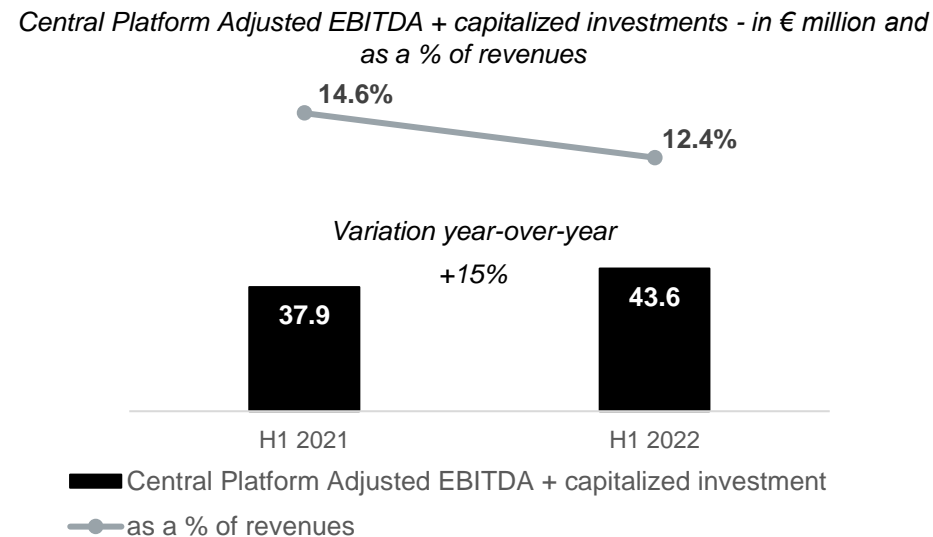 Central Platform Adjusted EBITDA + capitalized investments - in € million and
as a % of revenues
14.6%
12.4%
Variation year-over-year
+15%
37.9
43.6
H1 2021
H1 2022
Central Platform Adjusted EBITDA + capitalized investment
as a % of revenues